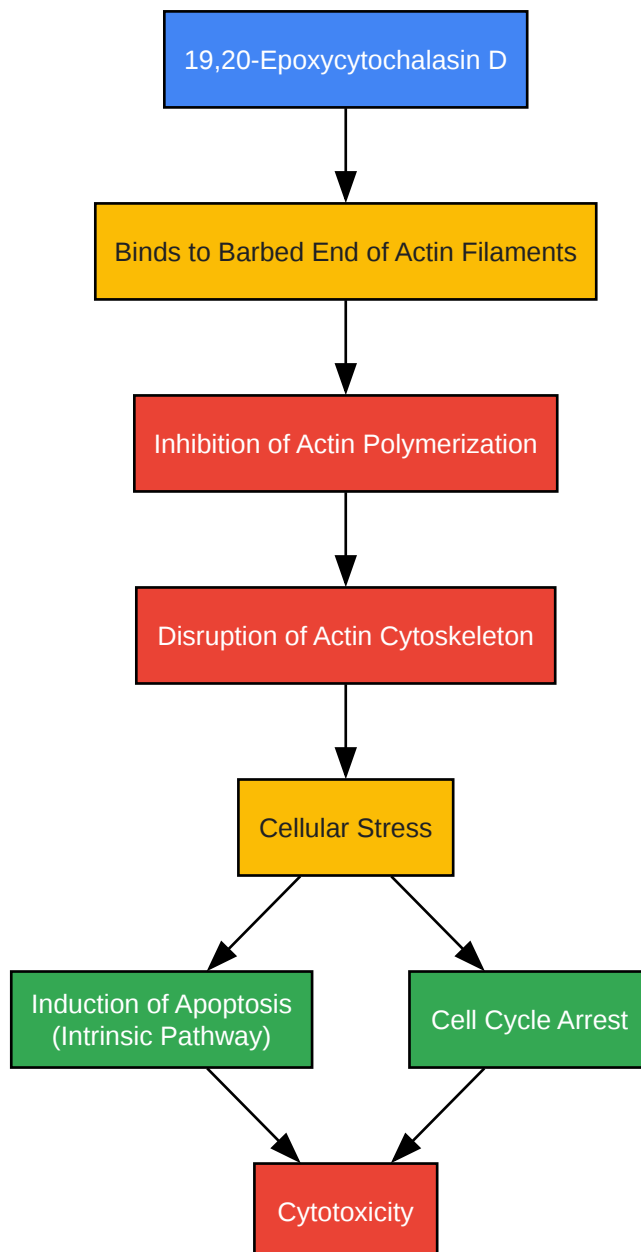 19,20-Epoxycytochalasin D
Binds to Barbed End of Actin Filaments
Inhibition of Actin Polymerization
Disruption of Actin Cytoskeleton
Cellular Stress
Induction of Apoptosis
(Intrinsic Pathway)
Cell Cycle Arrest
Cytotoxicity